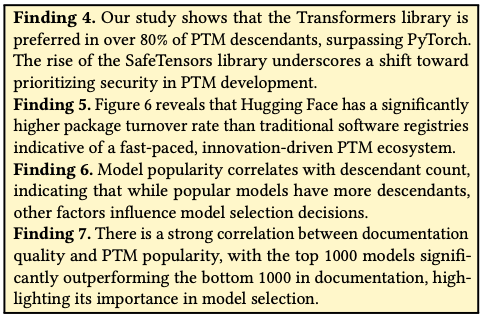 Finding 4. Our study shows that the Transformers library is
preferred in over 80% of PTM descendants, surpassing PyTorch.
The rise of the SafeTensors library underscores a shift toward
prioritizing security in PTM development.
Finding 5. Figure 6 reveals that Hugging Face has a significantly
higher package turnover rate than traditional software registries
indicative of a fast-paced, innovation-driven PTM ecosystem.
Finding 6. Model popularity correlates with descendant count,
indicating that while popular models have more descendants,
other factors influence model selection decisions.
Finding 7. There is a strong correlation between documentation
quality and PTM popularity, with the top 1000 models signifi-
cantly outperforming the bottom 1000 in documentation, high-
lighting its importance in model selection.